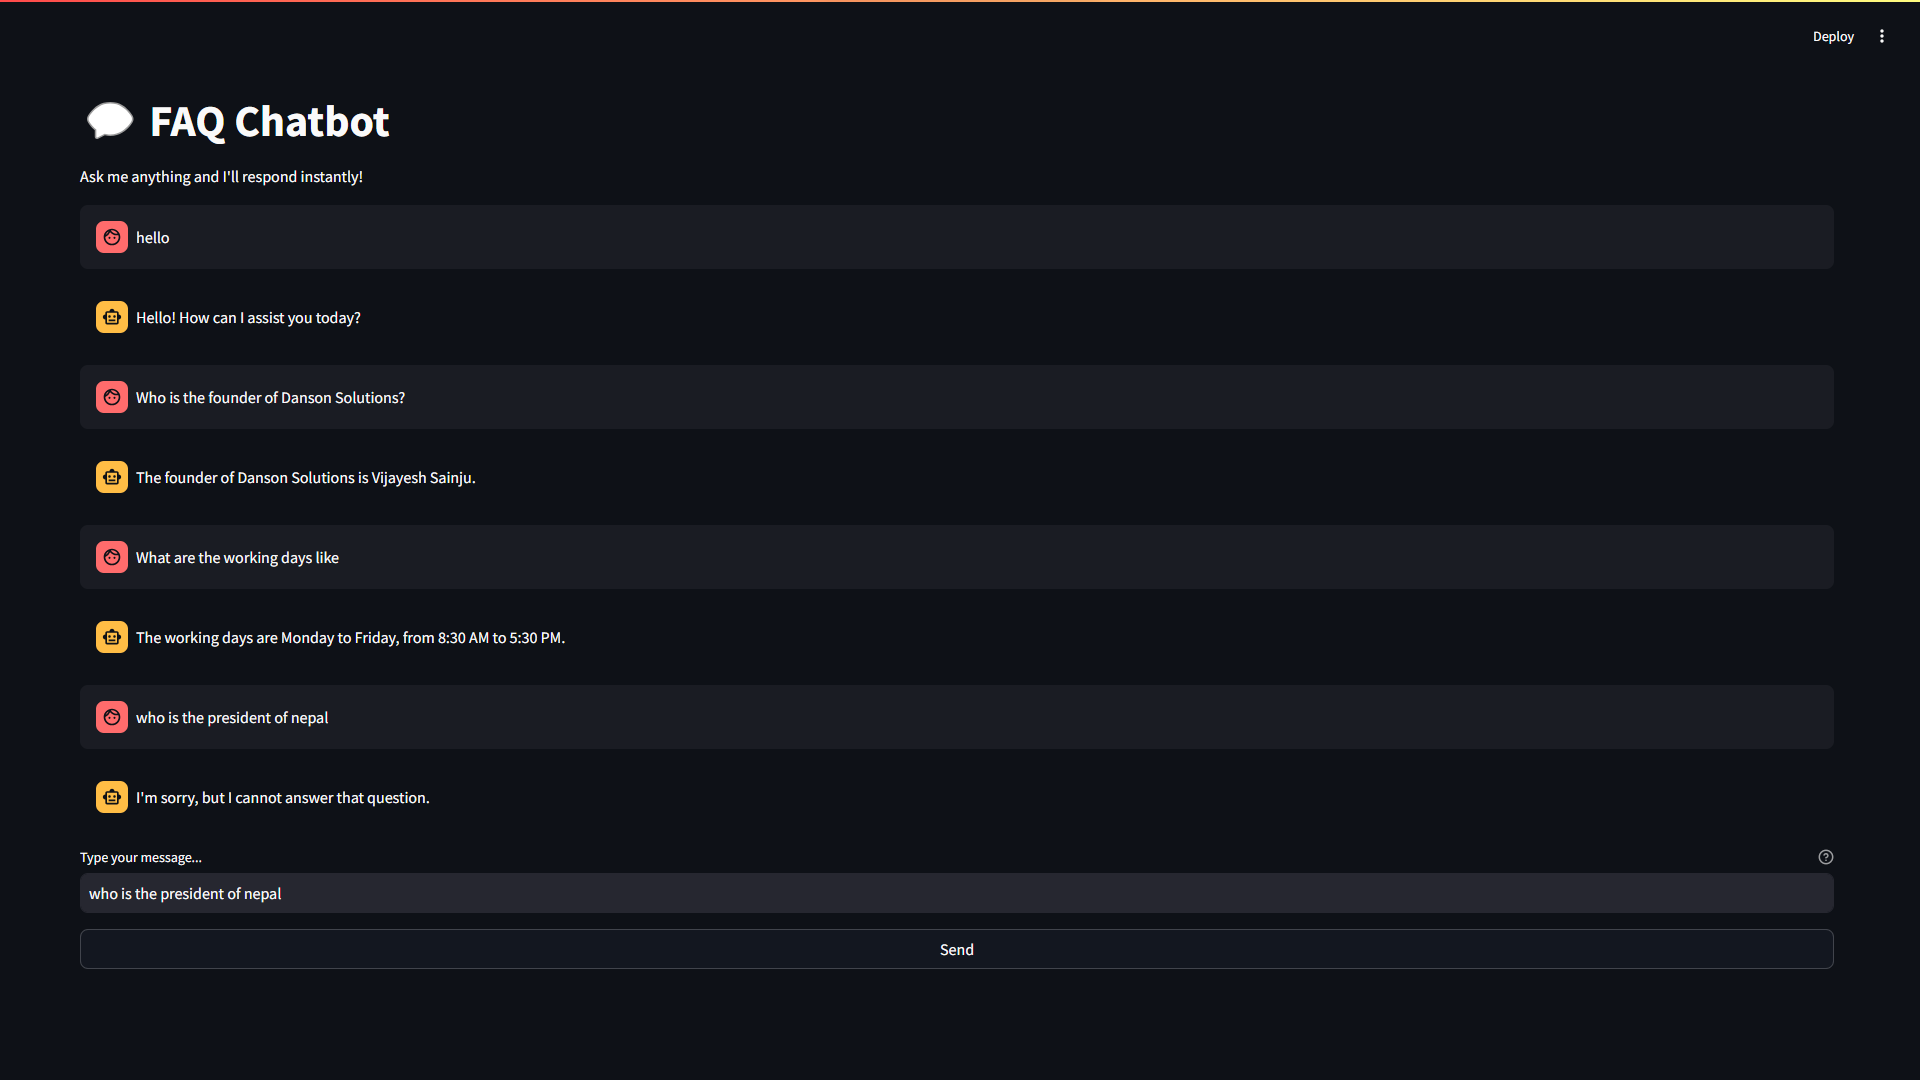 Deploy
FAQ Chatbot
Ask me anything and I'll respond instantly!
hello
Hello! How can I assist you today?
Who is the founder of Danson Solutions?
The founder of Danson Solutions is Vijayesh Sainju.
What are the working days like
The working days are Monday to Friday, from 8:30 AM to 5:30 PM.
who is the president of nepal
I'm sorry, but I cannot answer that question.
Type your message...
who is the president of nepal
Send